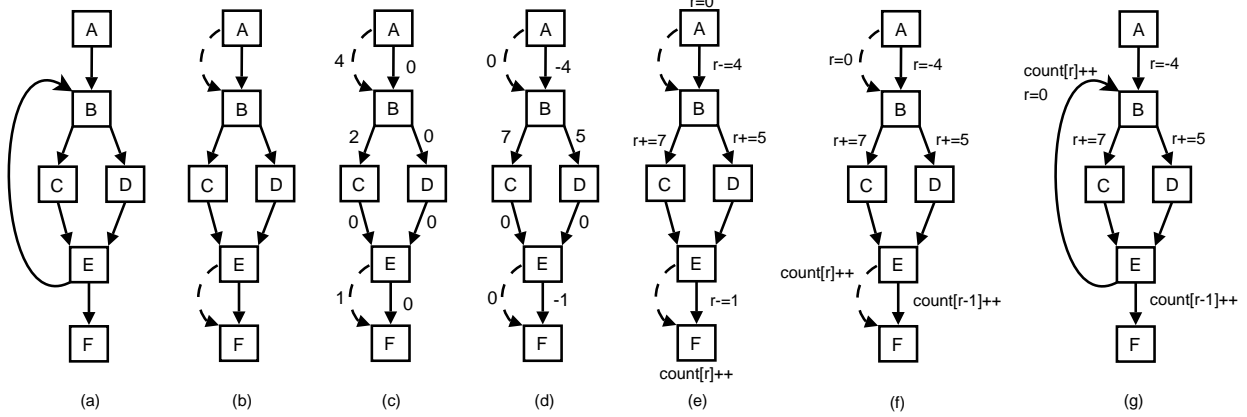 r=0
A
A
A
A
A
A
A
4
0
0
-4
r-=4
r=0
r=-4
r=-4
count[r]++
r=0
B
B
B
B
B
B
B
2
0
7
5
r+=7
r+=5
r+=7
r+=5
r+=7
r+=5
C
D
C
D
C
D
C
D
C
D
C
D
C
D
0
0
0
0
E
E
E
E
E
E
E
1
0
0
-1
r-=1
count[r]++
count[r-1]++
count[r-1]++
F
F
F
F
F
F
F
count[r]++
(a)
(b)
(c)
(d)
(e)
(f)
(g)